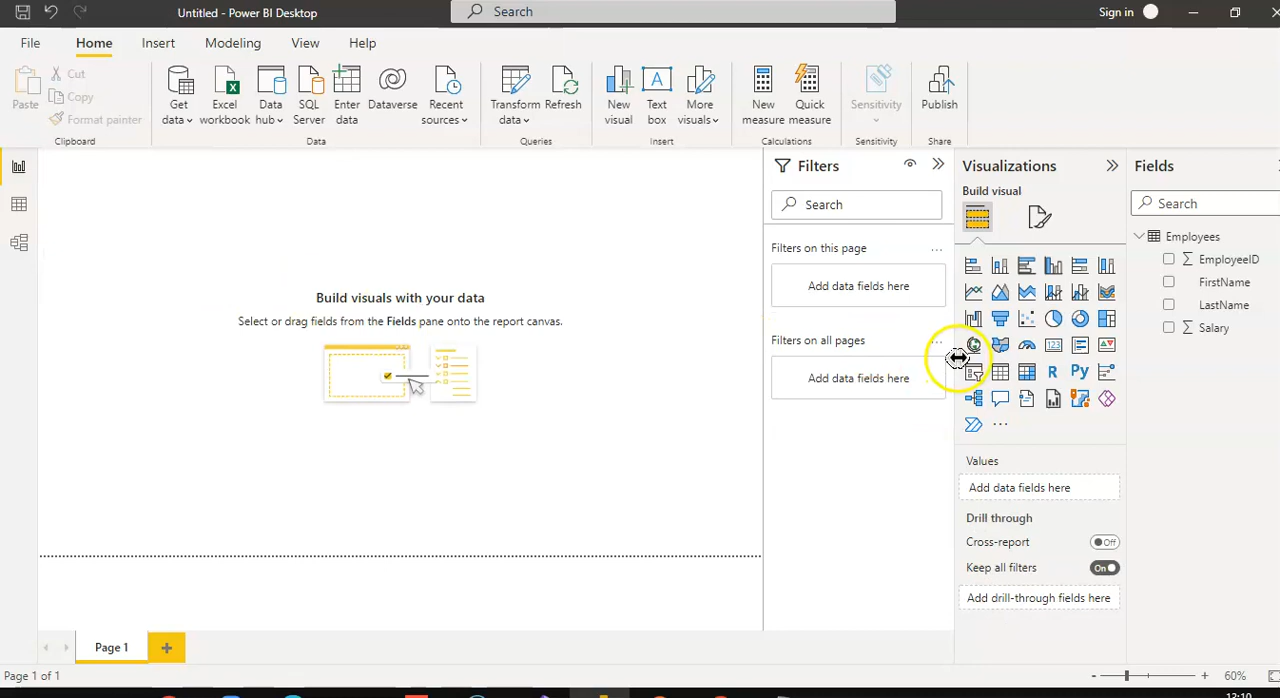 Untitled - Power BI Desktop
Search
Sign in
File Home Insert Modeling View Help
Paste
Cut
Copy
Format painter
Clipboard
Get data
Excel workbook
Data hub
SQL Server
Enter data
Dataverse
Recent sources
Data
Transform data
Refresh
Queries
New visual
Text box
More visuals
Insert
New measure
Quick measure
Calculations
Sensitivity
Sensitivity
Publish
Share
Build visuals with your data
Select or drag fields from the Fields pane onto the report canvas.
Filters
Search
Filters on this page
Add data fields here
Filters on all pages
Add data fields here
Visualizations
Build visual
123
R
Py
Values
Add data fields here
Drill through
Cross-report
Off
Keep all filters
On
Add drill-through fields here
Fields
Search
Employees
EmployeeID
FirstName
LastName
Salary
Page 1
Page 1 of 1
- + 60%
12:10